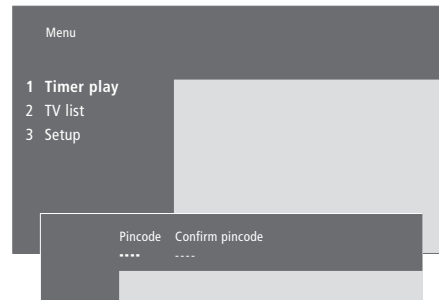 Menu
1 Timer play
2 TV list
3 Setup
Pincode Confirm pincode
---- ----